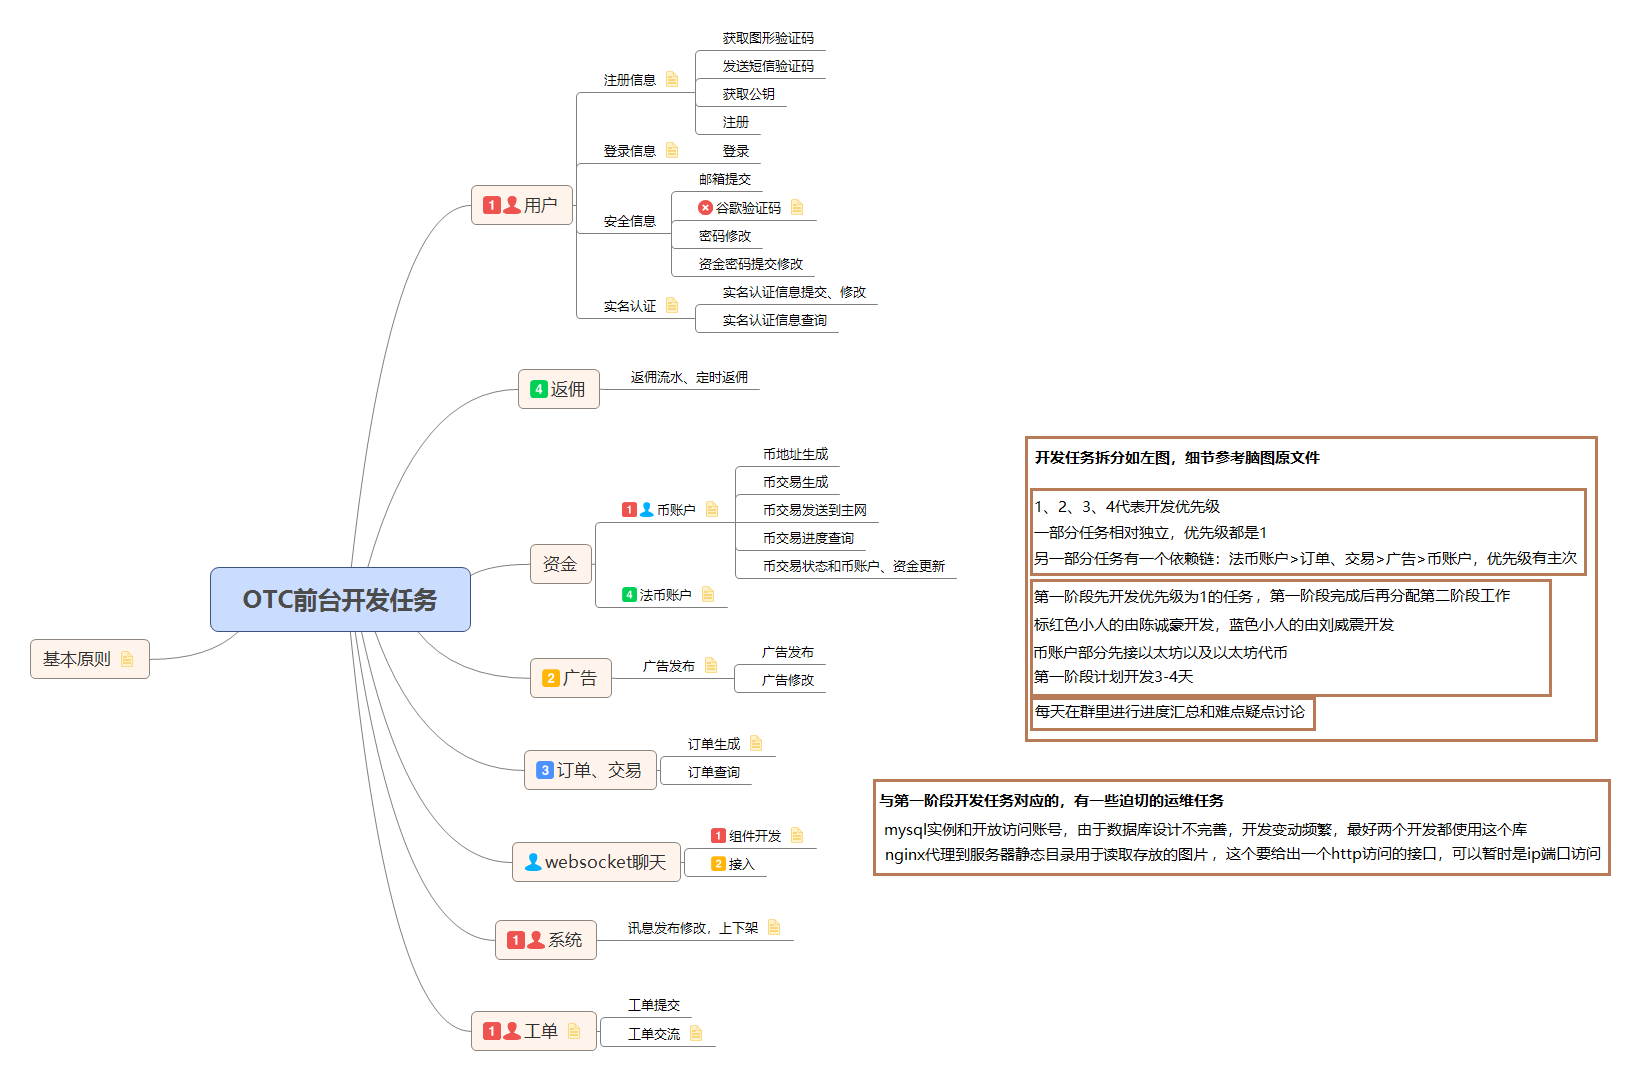 OTC前台开发任务
基本原则
1 用户
注册信息
获取图形验证码
发送短信验证码
获取公钥
注册
登录信息
登录
安全信息
邮箱提交
谷歌验证码
密码修改
资金密码提交修改
实名认证
实名认证信息提交、修改
实名认证信息查询
4 返佣
返佣流水、定时返佣
资金
1 币账户
币地址生成
币交易生成
币交易发送到主网
币交易进度查询
币交易状态和币账户、资金更新
4 法币账户
2 广告
广告发布
广告发布
广告修改
3 订单、交易
订单生成
订单查询
websocket聊天
1 组件开发
2 接入
1 系统
讯息发布修改，上下架
1 工单
工单提交
工单交流
开发任务拆分如左图，细节参考脑图原文件
1、2、3、4代表开发优先级
一部分任务相对独立，优先级都是1
另一部分任务有一个依赖链：法币账户>订单、交易>广告>币账户，优先级有主次
第一阶段先开发优先级为1的任务，第一阶段完成后再分配第二阶段工作
标红色小人的由陈诚豪开发，蓝色小人的由刘威震开发
币账户部分先接以太坊以及以太坊代币
第一阶段计划开发3-4天
每天在群里进行进度汇总和难点疑点讨论
与第一阶段开发任务对应的，有一些迫切的运维任务
mysql实例和开放访问账号，由于数据库设计不完善，开发变动频繁，最好两个开发都使用这个库
nginx代理到服务器静态目录用于读取存放的图片，这个要给出一个http访问的接口，可以暂时是ip端口访问